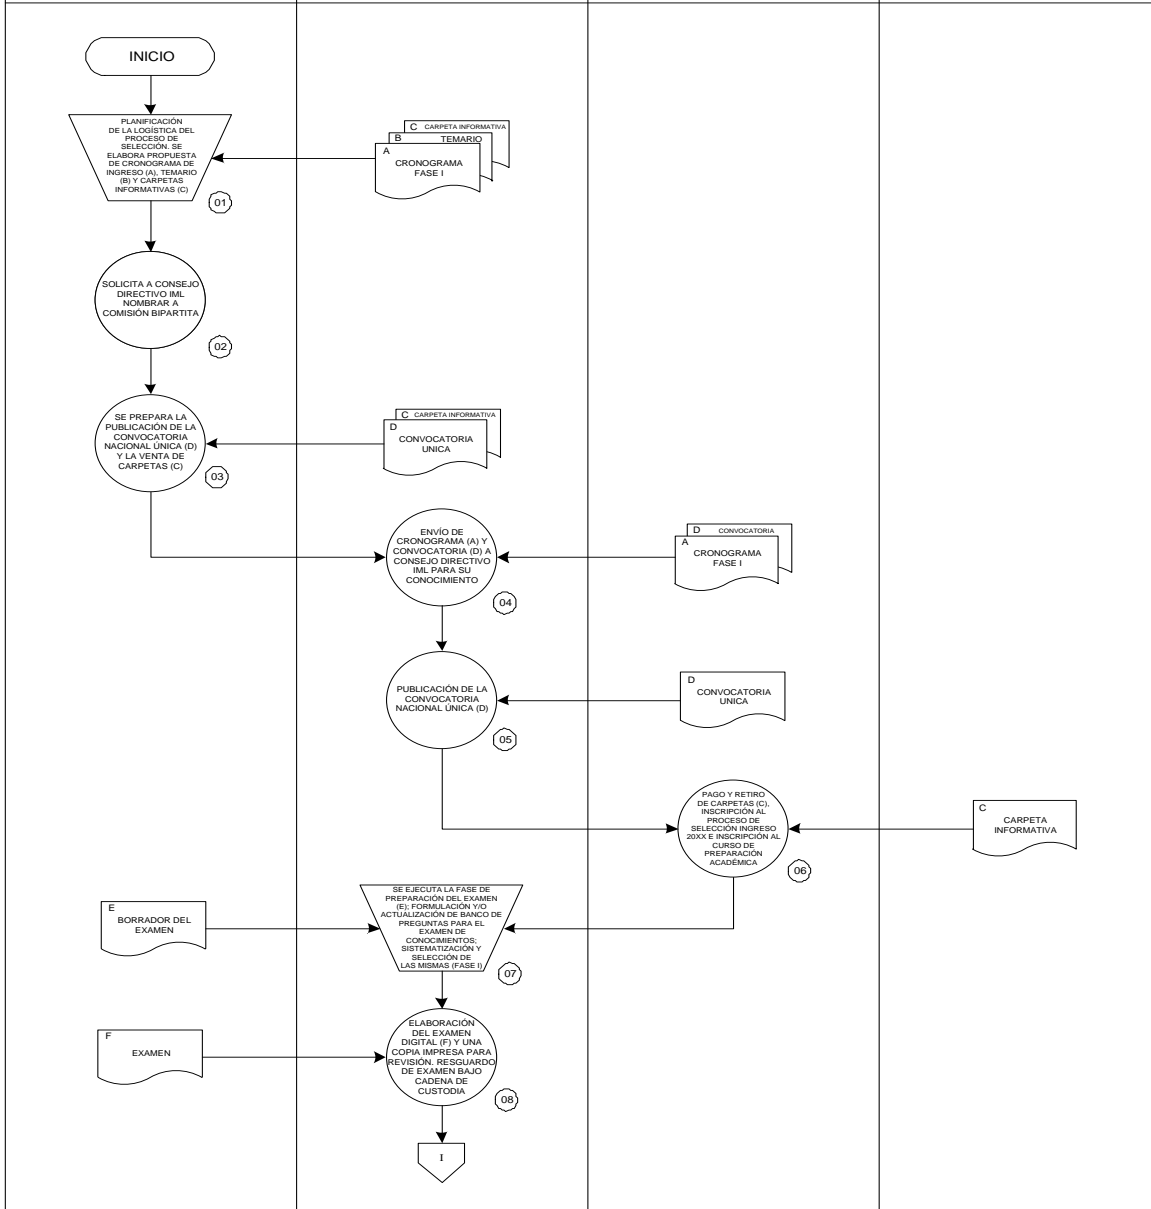 INICIO
PLANIFICACIÓN
DE LA LOGÍSTICA DEL
PROCESO DE
SELECCIÓN. SE
ELABORA PROPUESTA
DE CRONOGRAMA DE
INGRESO (A), TEMARIO
(B) Y CARPETAS
INFORMATIVAS (C)
01
C CARPETA INFORMATIVA
B TEMARIO
A
CRONOGRAMA
FASE I
SOLICITA A CONSEJO
DIRECTIVO IML
NOMBRAR A
COMISIÓN BIPARTITA
02
SE PREPARA LA
PUBLICACIÓN DE LA
CONVOCATORIA
NACIONAL ÚNICA (D)
Y LA VENTA DE
CARPETAS (C)
03
C CARPETA INFORMATIVA
D
CONVOCATORIA
UNICA
ENVÍO DE
CRONOGRAMA (A) Y
CONVOCATORIA (D) A
CONSEJO DIRECTIVO
IML PARA SU
CONOCIMIENTO
04
D CONVOCATORIA
A
CRONOGRAMA
FASE I
PUBLICACIÓN DE LA
CONVOCATORIA
NACIONAL ÚNICA (D)
05
D
CONVOCATORIA
UNICA
PAGO Y RETIRO
DE CARPETAS (C),
INSCRIPCIÓN AL
PROCESO DE
SELECCIÓN INGRESO
20XX E INSCRIPCIÓN AL
CURSO DE
PREPARACIÓN
ACADÉMICA
06
C
CARPETA
INFORMATIVA
E
BORRADOR DEL
EXAMEN
SE EJECUTA LA FASE DE
PREPARACIÓN DEL EXAMEN
(E); FORMULACIÓN Y/O
ACTUALIZACIÓN DE BANCO DE
PREGUNTAS PARA EL
EXAMEN DE
CONOCIMIENTOS;
SISTEMATIZACIÓN Y
SELECCIÓN DE
LAS MISMAS (FASE I)
07
F
EXAMEN
ELABORACIÓN
DEL EXAMEN
DIGITAL (F) Y UNA
COPIA IMPRESA PARA
REVISIÓN. RESGUARDO
DE EXAMEN BAJO
CADENA DE
CUSTODIA
08
I